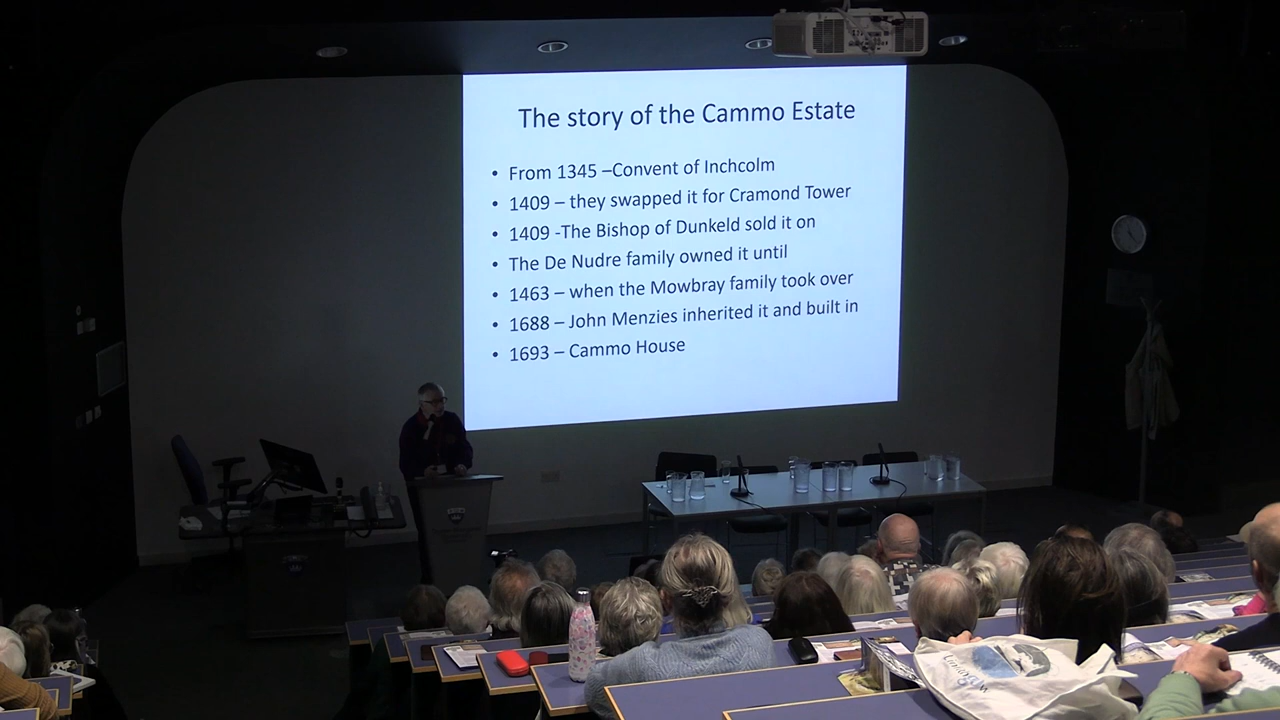 The story of the Cammo Estate
• From 1345 –Convent of Inchcolm
• 1409 – they swapped it for Cramond Tower
• 1409 -The Bishop of Dunkeld sold it on
• The De Nudre family owned it until
• 1463 – when the Mowbray family took over
• 1688 – John Menzies inherited it and built in
• 1693 – Cammo House